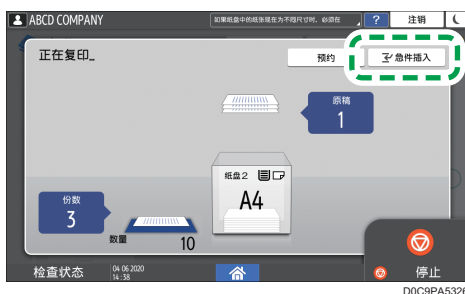 ABCD COMPANY
如果纸盘中的纸张现在为不同尺寸时, 必须在
?
注销
正在复印_
预约
急件插入
原稿
1
纸盘2
A4
份数
3
数量
10
检查状态
04 06 2020
14:38
停止
D0C9PA5326